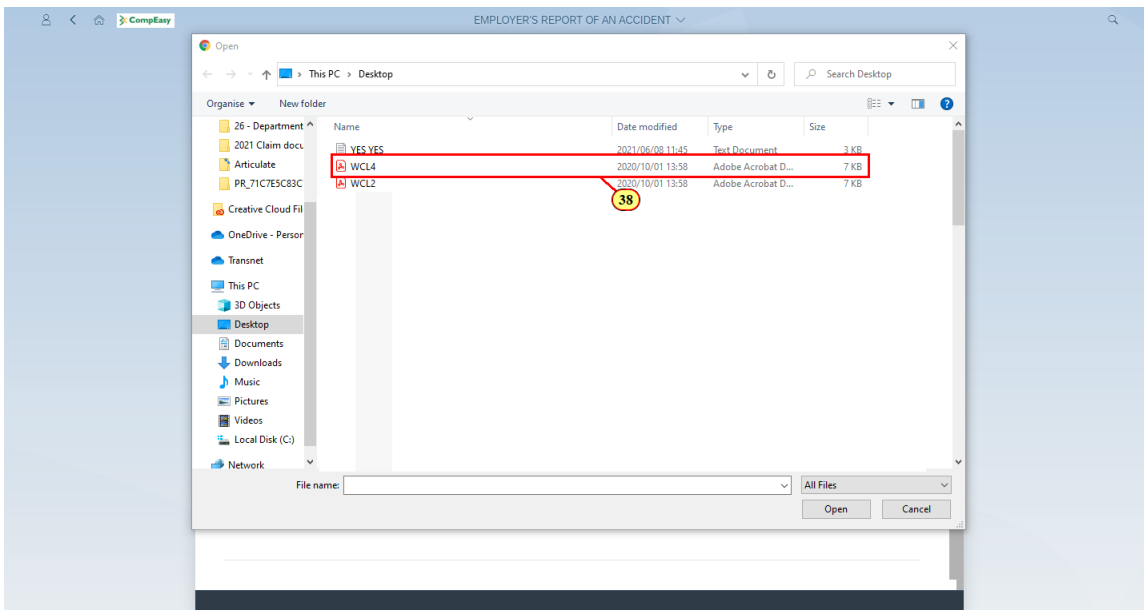 CompEasy EMPLOYER'S REPORT OF AN ACCIDENT
Open
This PC > Desktop Search Desktop
Organise New folder
26 - Department Name Date modified Type Size
2021 Claim docu YES YES 2021/06/08 11:45 Text Document 3 KB
Articulate WCL4 2020/10/01 13:58 Adobe Acrobat D... 7 KB
PR_71C7E5C83C WCL2 2020/10/01 13:58 Adobe Acrobat D... 7 KB
38
Creative Cloud Fil
OneDrive - Person
Transnet
This PC
3D Objects
Desktop
Documents
Downloads
Music
Pictures
Videos
Local Disk (C:)
Network
File name: All Files
Open Cancel